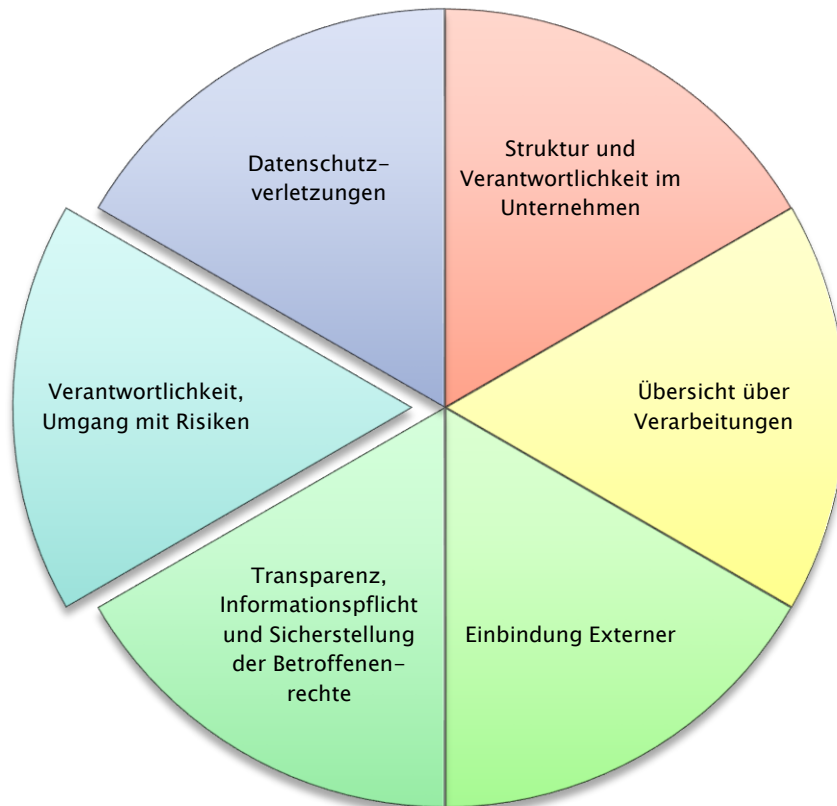 Datenschutz-
verletzungen
Struktur und
Verantwortlichkeit im
Unternehmen
Verantwortlichkeit,
Umgang mit Risiken
Übersicht über
Verarbeitungen
Transparenz,
Informationspflicht
und Sicherstellung
der Betroffenen-
rechte
Einbindung Externer